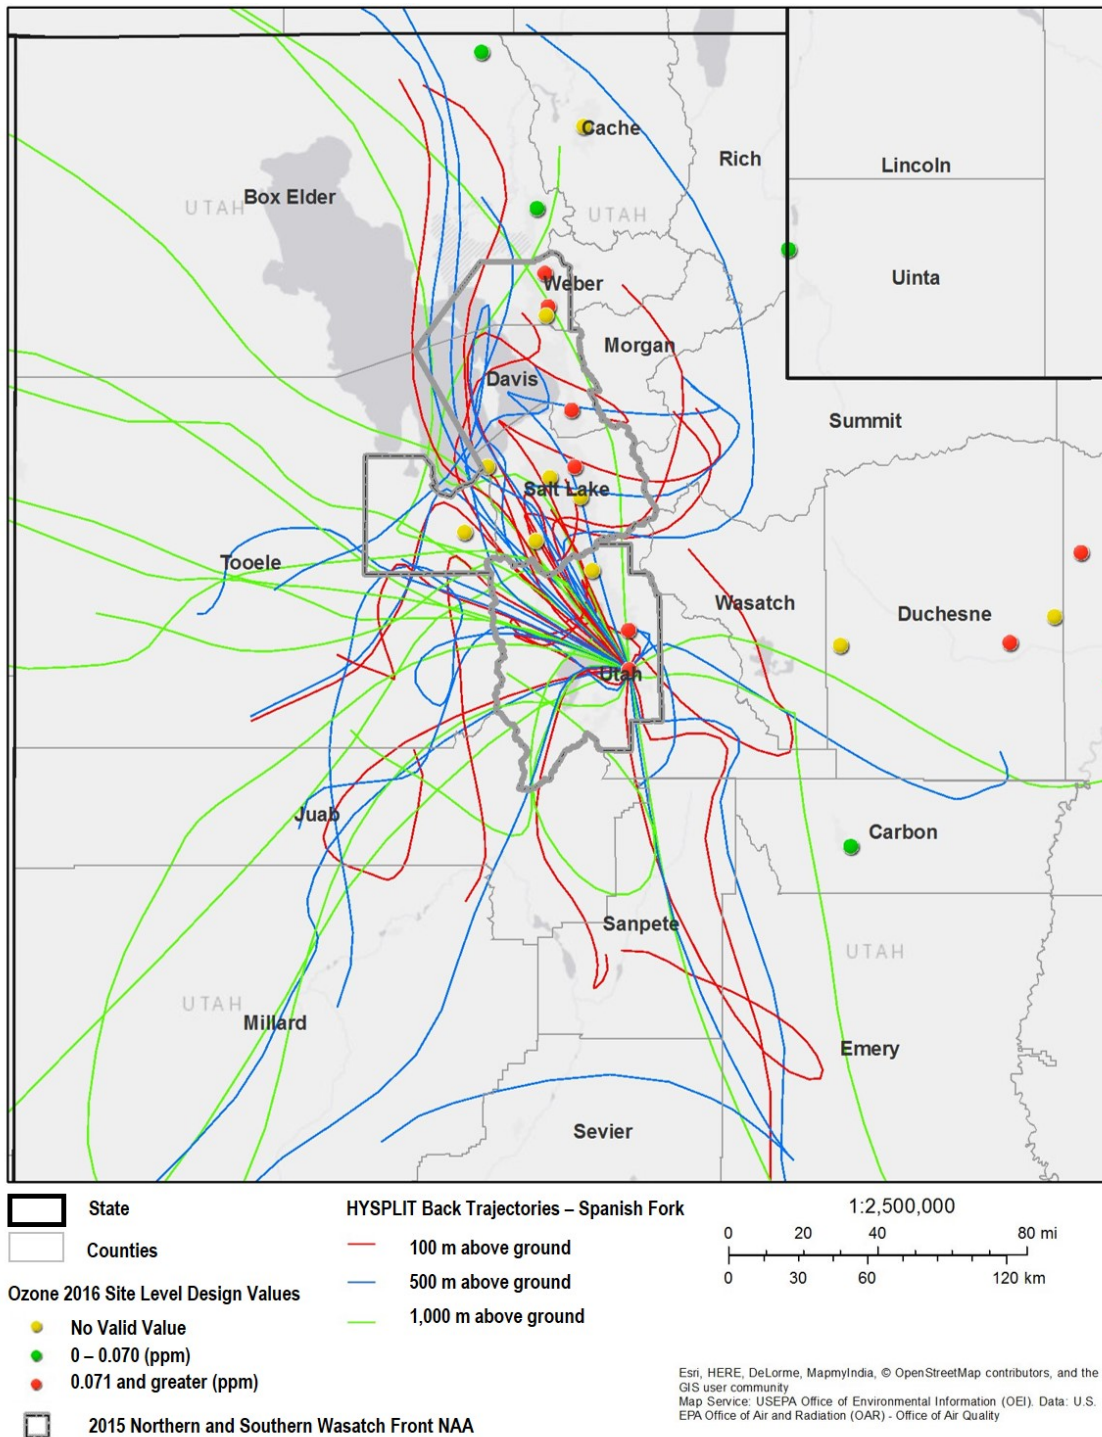 Cache
Rich
Lincoln
Box Elder
UTAH
UTAH
Uinta
Weber
Morgan
Davis
Summit
Salt Lake
Tooele
Wasatch
Duchesne
Utah
Juab
Carbon
Sanpete
UTAH
UTAH
Millard
Emery
Sevier
State
Counties
Ozone 2016 Site Level Design Values
No Valid Value
0 – 0.070 (ppm)
0.071 and greater (ppm)
2015 Northern and Southern Wasatch Front NAA
HYSPLIT Back Trajectories – Spanish Fork
100 m above ground
500 m above ground
1,000 m above ground
1:2,500,000
0 20 40 80 mi
0 30 60 120 km
Esri, HERE, DeLorme, MapmyIndia, © OpenStreetMap contributors, and the
GIS user community
Map Service: USEPA Office of Environmental Information (OEI). Data: U.S.
EPA Office of Air and Radiation (OAR) - Office of Air Quality